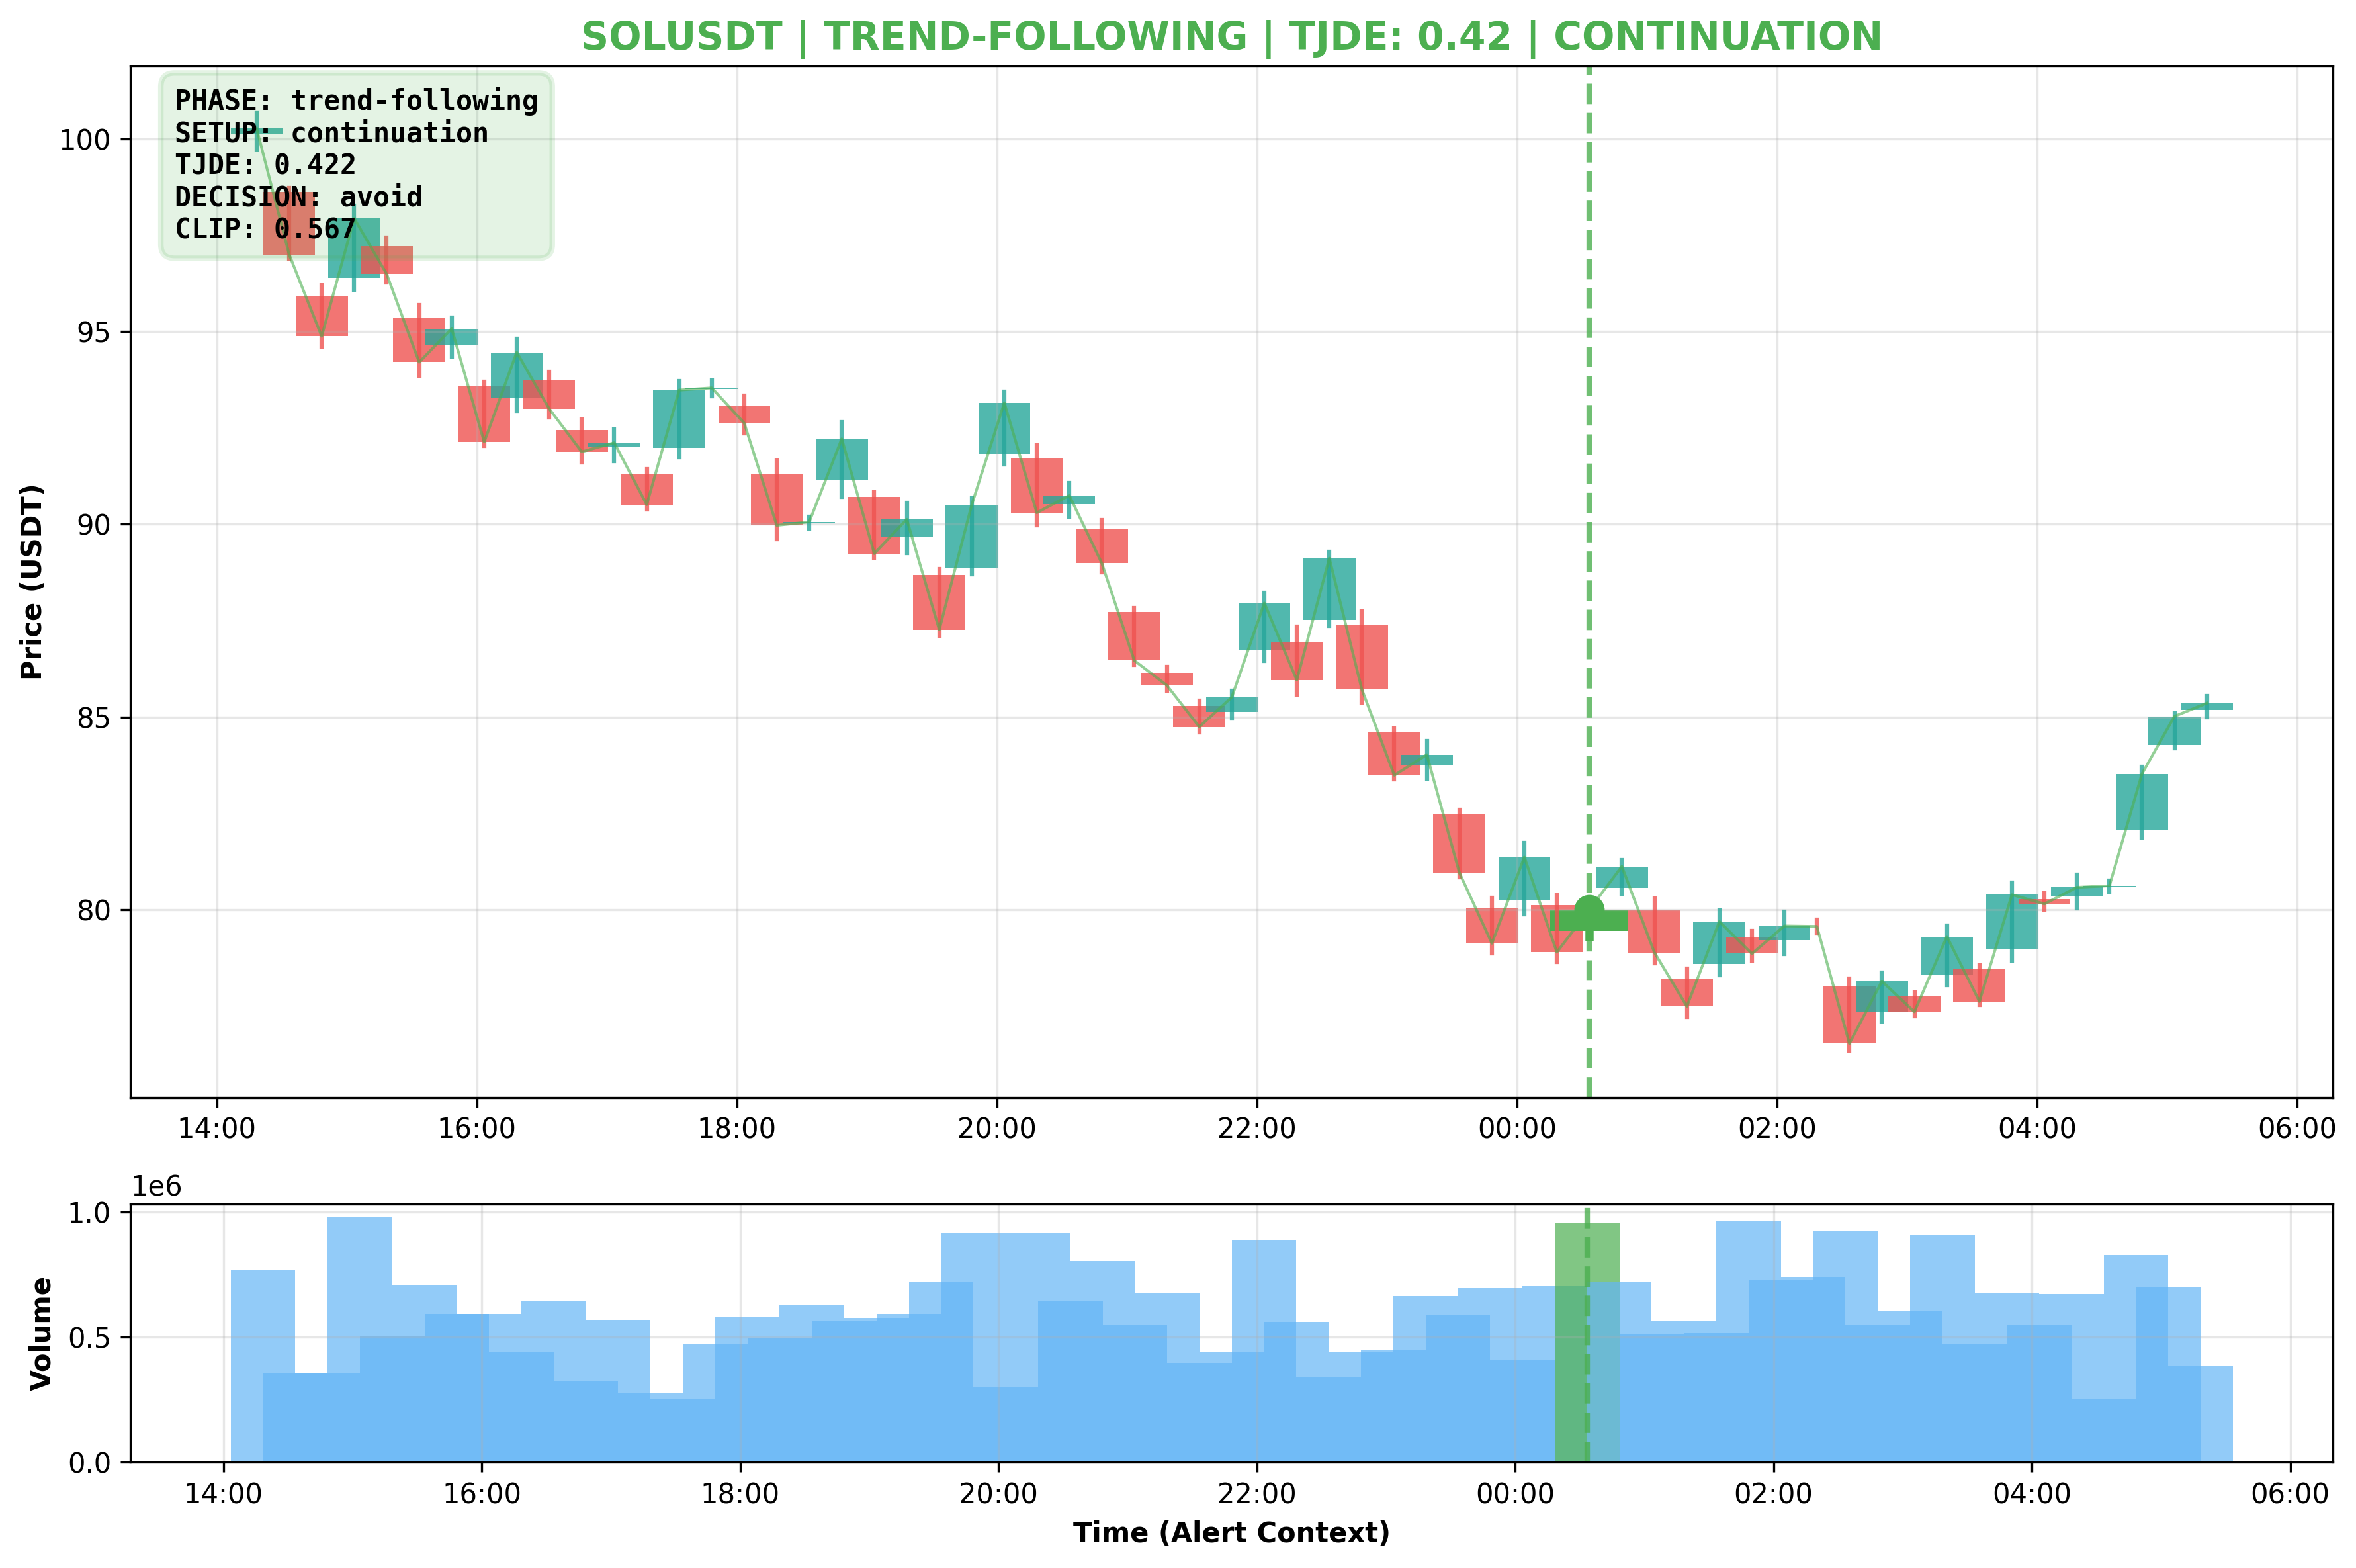 SOLUSDT | TREND-FOLLOWING | TJDE: 0.42 | CONTINUATION
PHASE: trend-following
SETUP: continuation
TJDE: 0.422
DECISION: avoid
CLIP: 0.567
Price (USDT)
100
95
90
85
80
14:00 16:00 18:00 20:00 22:00 00:00 02:00 04:00 06:00
1e6
Volume
1.0
0.5
0.0
14:00 16:00 18:00 20:00 22:00 00:00 02:00 04:00 06:00
Time (Alert Context)